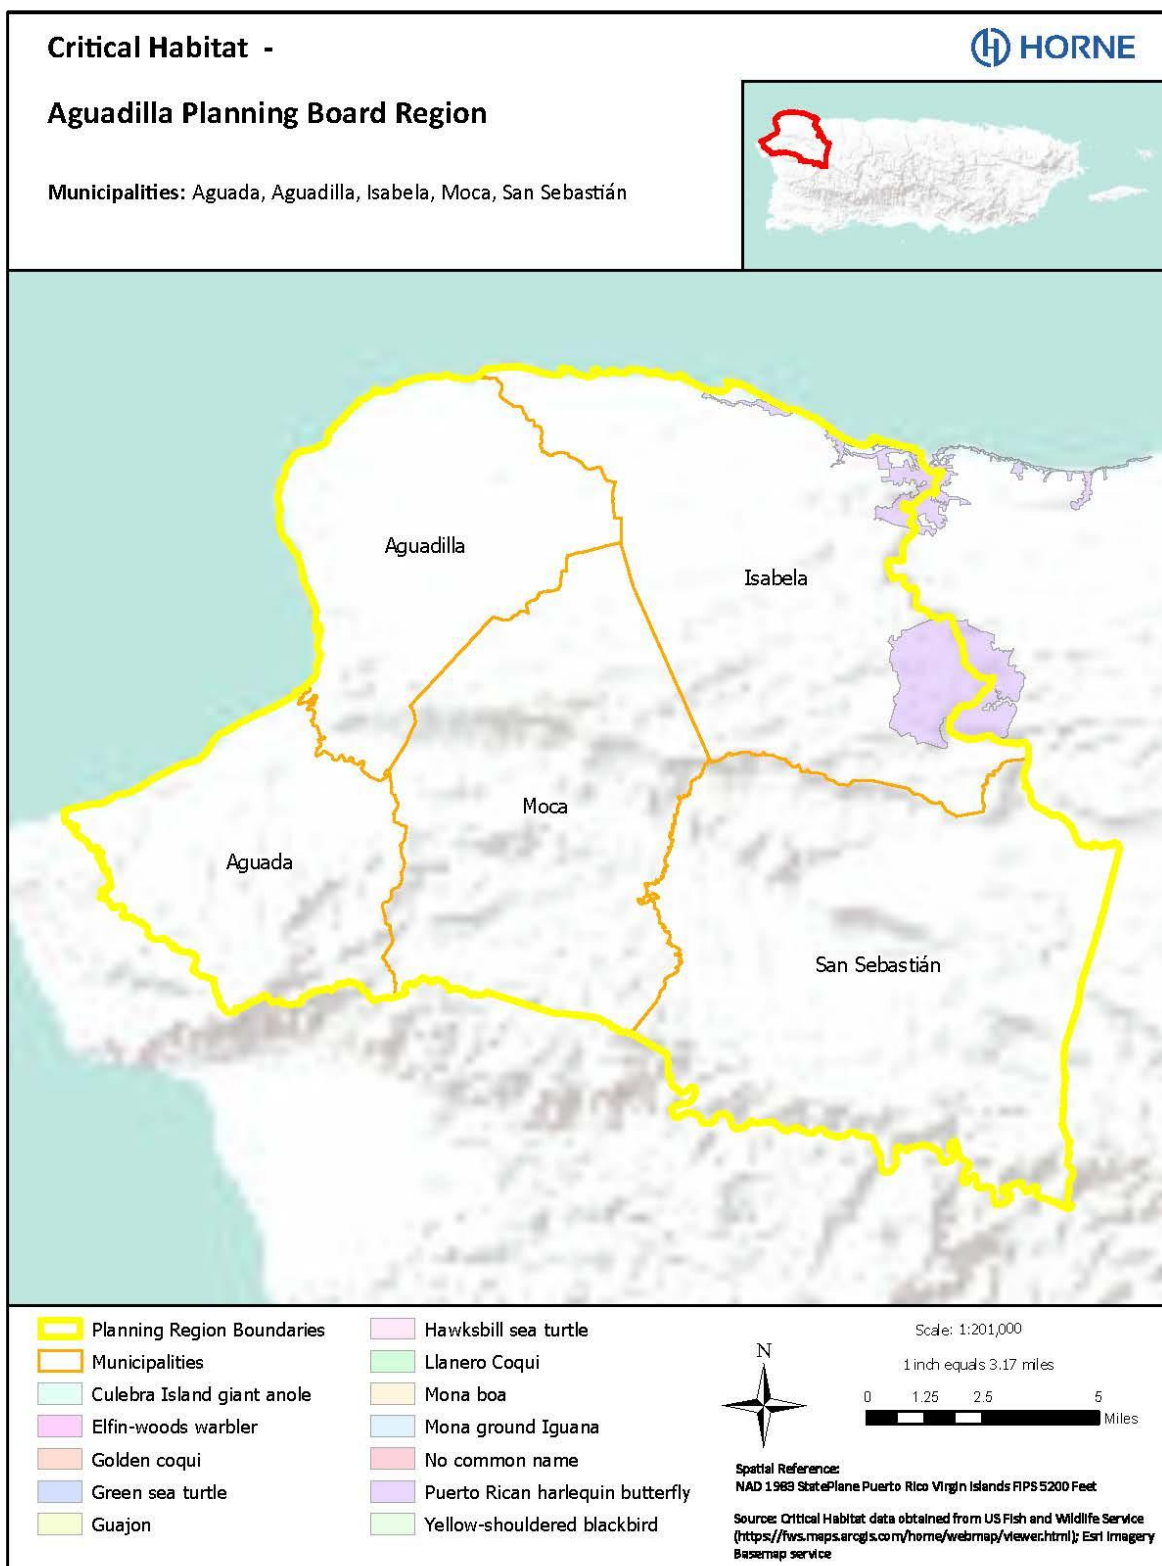 Critical Habitat -
HORNE
Aguadilla Planning Board Region
Municipalities: Aguada, Aguadilla, Isabela, Moca, San Sebastián
Aguadilla
Isabela
Moca
Aguada
San Sebastián
Planning Region Boundaries
Municipalities
Culebra Island giant anole
Elfin-woods warbler
Golden coqui
Green sea turtle
Guajon
Hawksbill sea turtle
Llanero Coqui
Mona boa
Mona ground Iguana
No common name
Puerto Rican harlequin butterfly
Yellow-shouldered blackbird
N
Scale: 1:201,000
1 inch equals 3.17 miles
0 1.25 2.5 5
Miles
Spatial Reference:
NAD 1983 StatePlane Puerto Rico Virgin Islands FIPS 5200 Feet
Source: Critical Habitat data obtained from US Fish and Wildlife Service
(https://fws.maps.arcgis.com/home/webmap/viewer.html); Esri Imagery
Basemap service